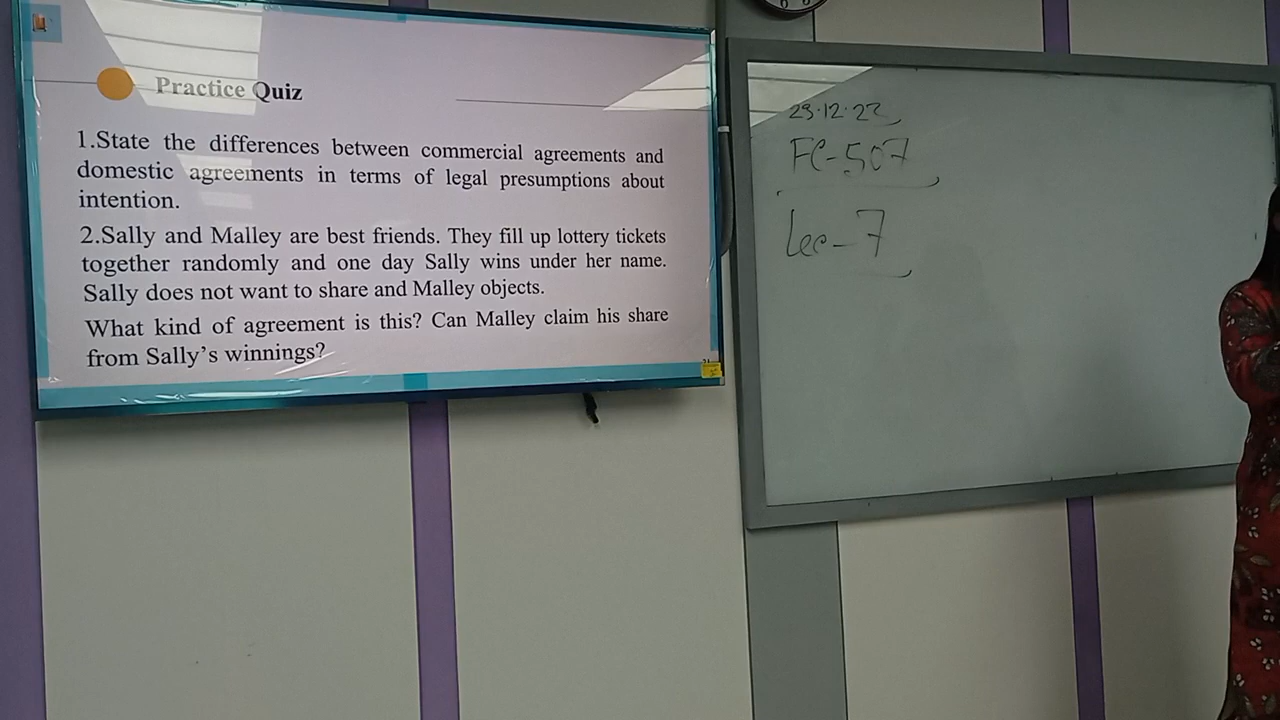 Practice Quiz
1.State the differences between commercial agreements and
domestic agreements in terms of legal presumptions about
intention.
2.Sally and Malley are best friends. They fill up lottery tickets
together randomly and one day Sally wins under her name.
Sally does not want to share and Malley objects.
What kind of agreement is this? Can Malley claim his share
from Sally's winnings?
FC-507
Lec-7